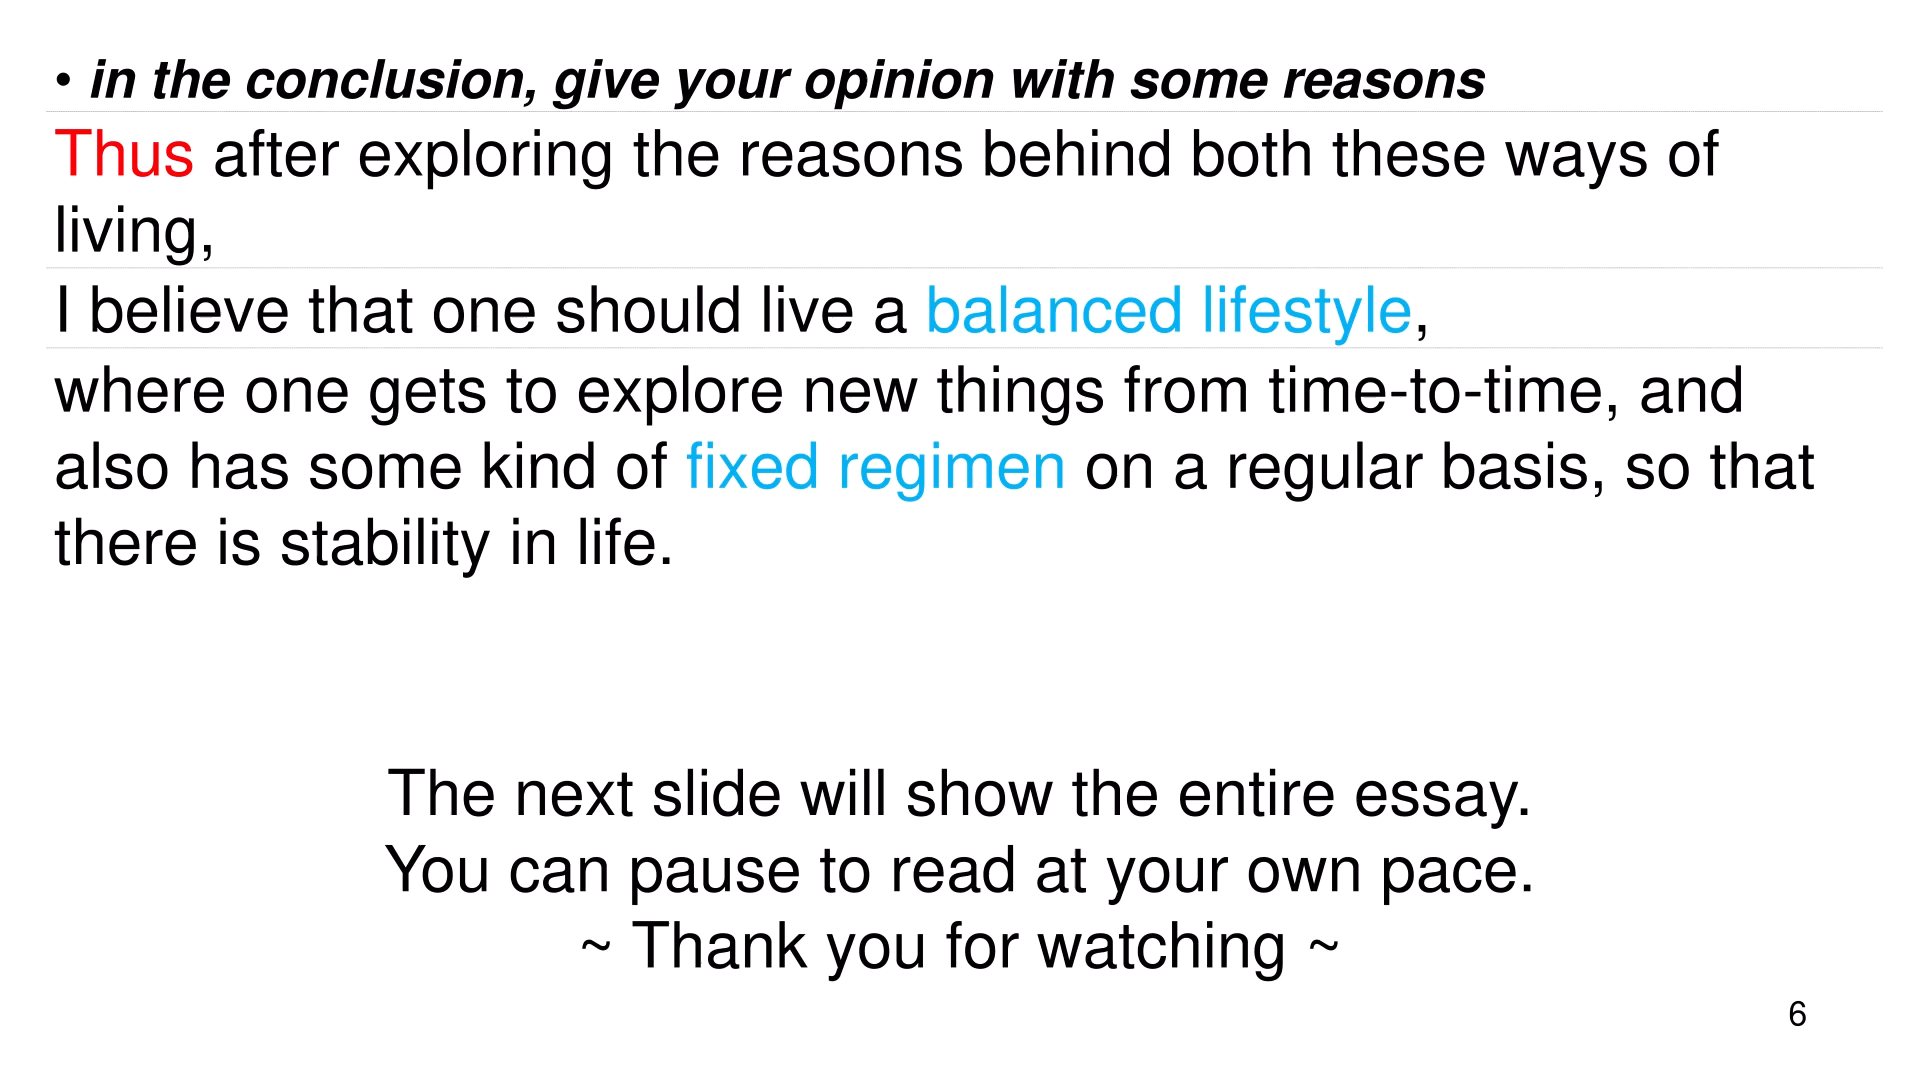 • in the conclusion, give your opinion with some reasons
Thus after exploring the reasons behind both these ways of
living,
I believe that one should live a balanced lifestyle,
where one gets to explore new things from time-to-time, and
also has some kind of fixed regimen on a regular basis, so that
there is stability in life.
The next slide will show the entire essay.
You can pause to read at your own pace.
~ Thank you for watching ~
6